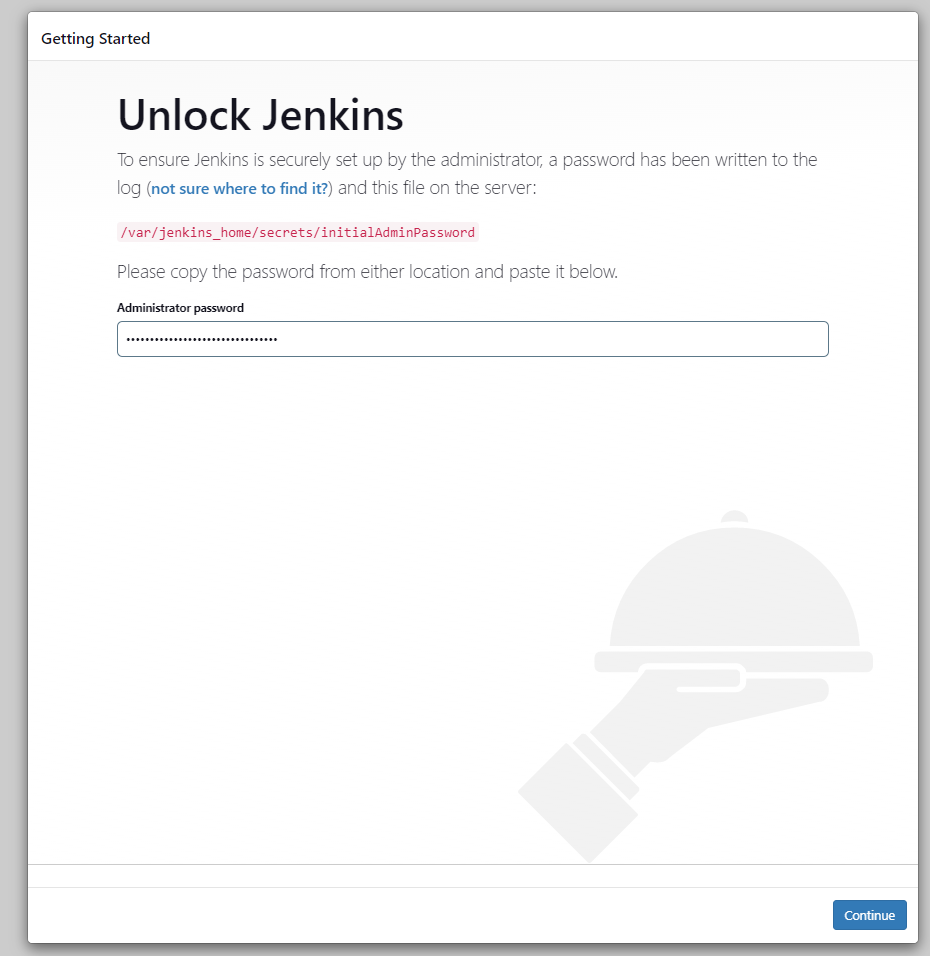 Getting Started
Unlock Jenkins
To ensure Jenkins is securely set up by the administrator, a password has been written to the
log (not sure where to find it?) and this file on the server:
/var/jenkins_home/secrets/initialAdminPassword
Please copy the password from either location and paste it below.
Administrator password
••••••••••••••••••••••••••••••••
Continue